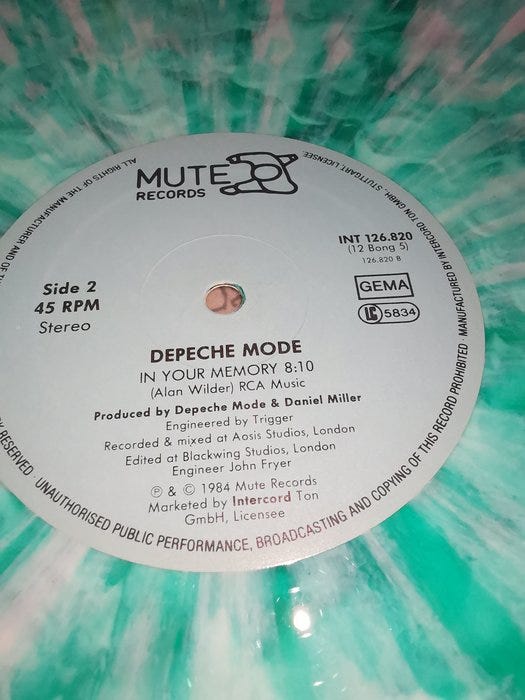 MUTE
RECORDS
INT 126.820
(12 Bong 5)
126.820 B
GEMA
LC 5834
Side 2
45 RPM
Stereo
DEPECHE MODE
IN YOUR MEMORY 8:10
(Alan Wilder) RCA Music
Produced by Depeche Mode & Daniel Miller
Engineered by Trigger
Recorded & mixed at Aosis Studios, London
Edited at Blackwing Studios, London
Engineer John Fryer
℗ & © 1984 Mute Records
Marketed by Intercord Ton
GmbH, Licensee
ALL RIGHTS OF THE MANUFACTURER AND OF
RESERVED · UNAUTHORISED PUBLIC PERFORMANCE, BROADCASTING AND COPYING OF THIS RECORD PROHIBITED · MANUFACTURED BY INTERCORD TON GMBH, STUTTGART, LICENSEE